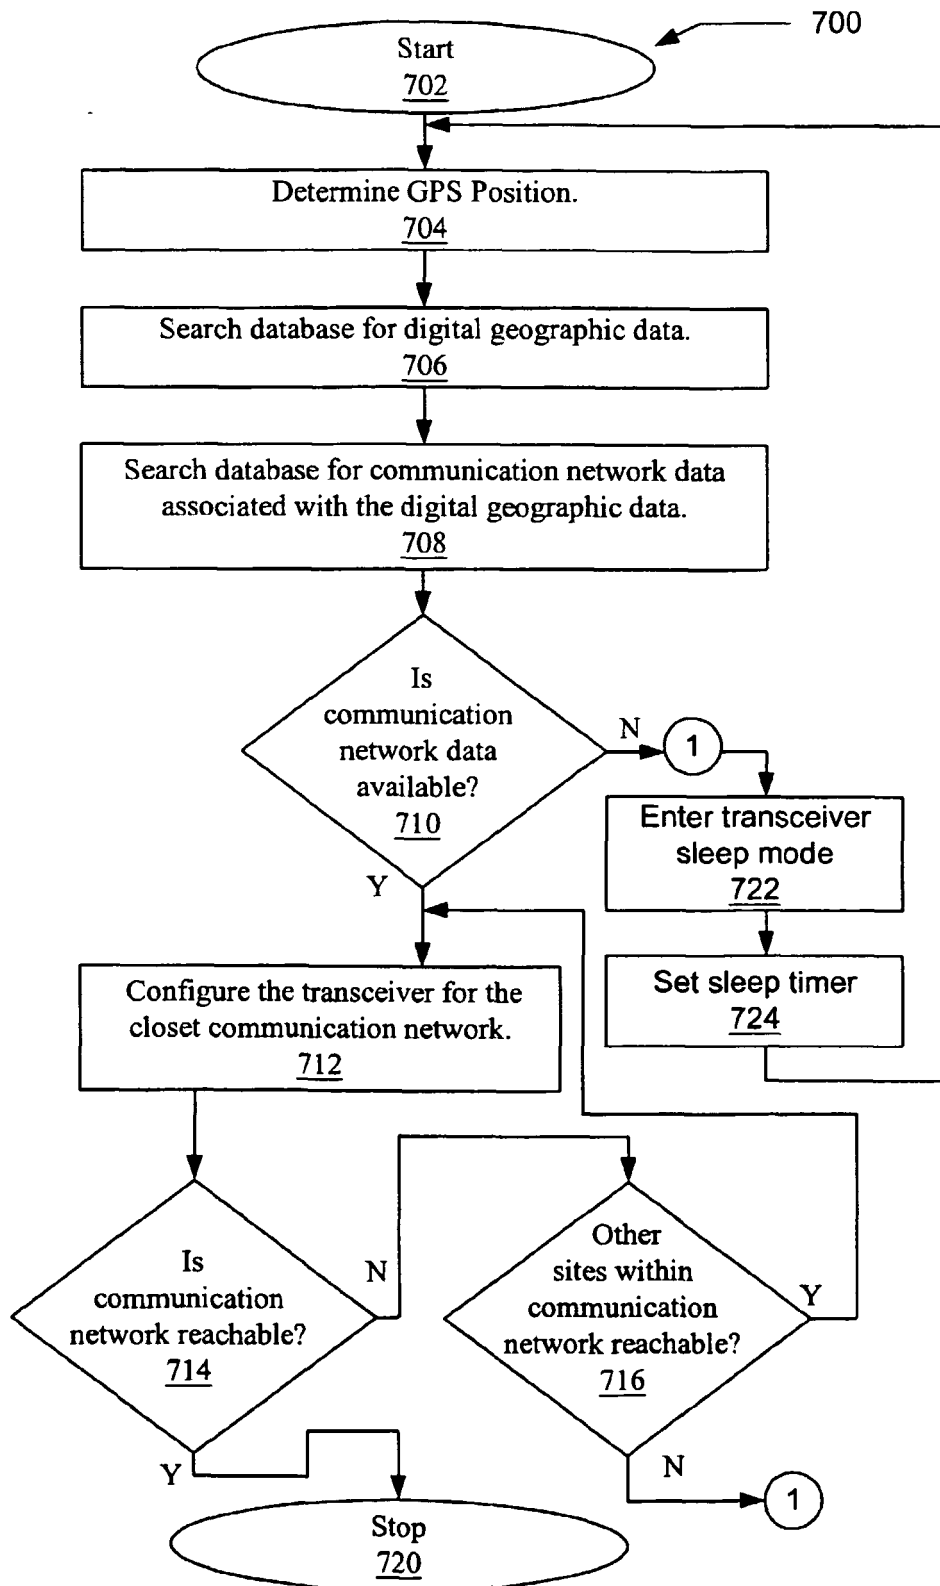 700
Start
702
Determine GPS Position.
704
Search database for digital geographic data.
706
Search database for communication network data
associated with the digital geographic data.
708
Is
communication
network data
available?
710
N
1
Y
Enter transceiver
sleep mode
722
Set sleep timer
724
Configure the transceiver for the
closet communication network.
712
Is
communication
network reachable?
714
N
Y
Other
sites within
communication
network reachable?
716
Y
N
1
Stop
720